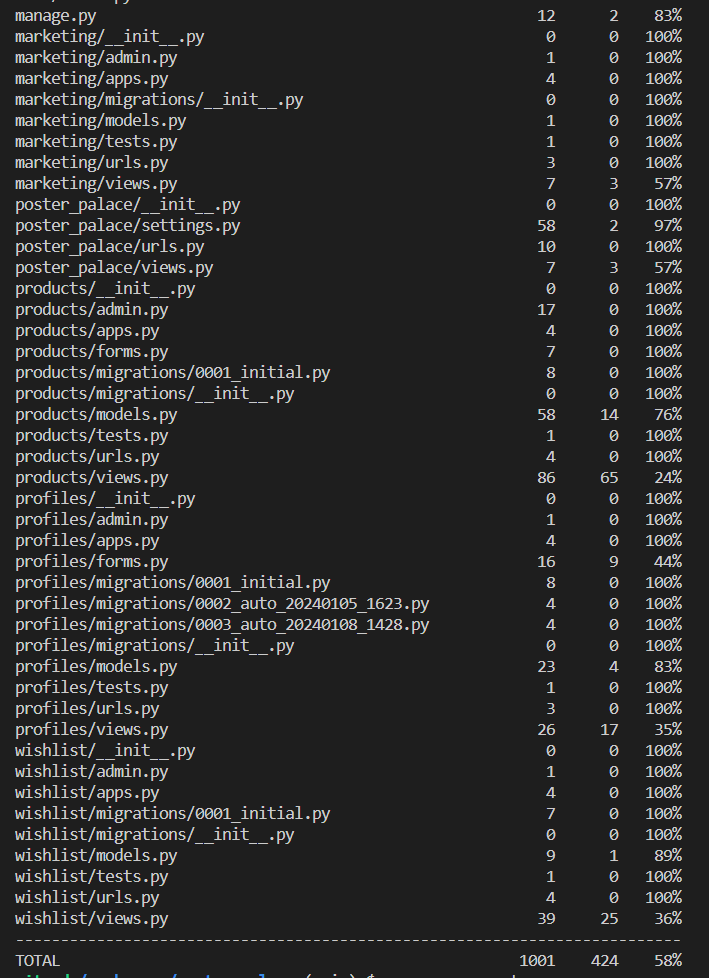 manage.py 12 2 83%
marketing/__init__.py 0 0 100%
marketing/admin.py 1 0 100%
marketing/apps.py 4 0 100%
marketing/migrations/__init__.py 0 0 100%
marketing/models.py 1 0 100%
marketing/tests.py 1 0 100%
marketing/urls.py 3 0 100%
marketing/views.py 7 3 57%
poster_palace/__init__.py 0 0 100%
poster_palace/settings.py 58 2 97%
poster_palace/urls.py 10 0 100%
poster_palace/views.py 7 3 57%
products/__init__.py 0 0 100%
products/admin.py 17 0 100%
products/apps.py 4 0 100%
products/forms.py 7 0 100%
products/migrations/0001_initial.py 8 0 100%
products/migrations/__init__.py 0 0 100%
products/models.py 58 14 76%
products/tests.py 1 0 100%
products/urls.py 4 0 100%
products/views.py 86 65 24%
profiles/__init__.py 0 0 100%
profiles/admin.py 1 0 100%
profiles/apps.py 4 0 100%
profiles/forms.py 16 9 44%
profiles/migrations/0001_initial.py 8 0 100%
profiles/migrations/0002_auto_20240105_1623.py 4 0 100%
profiles/migrations/0003_auto_20240108_1428.py 4 0 100%
profiles/migrations/__init__.py 0 0 100%
profiles/models.py 23 4 83%
profiles/tests.py 1 0 100%
profiles/urls.py 3 0 100%
profiles/views.py 26 17 35%
wishlist/__init__.py 0 0 100%
wishlist/admin.py 1 0 100%
wishlist/apps.py 4 0 100%
wishlist/migrations/0001_initial.py 7 0 100%
wishlist/migrations/__init__.py 0 0 100%
wishlist/models.py 9 1 89%
wishlist/tests.py 1 0 100%
wishlist/urls.py 4 0 100%
wishlist/views.py 39 25 36%
--------------------------------------------------------------------------
TOTAL 1001 424 58%